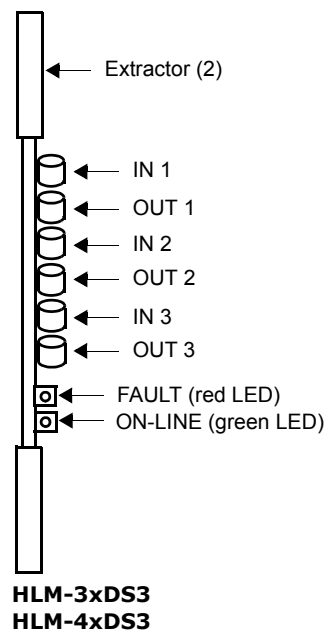 Extractor (2)
IN 1
OUT 1
IN 2
OUT 2
IN 3
OUT 3
FAULT (red LED)
ON-LINE (green LED)
HLM-3xDS3
HLM-4xDS3